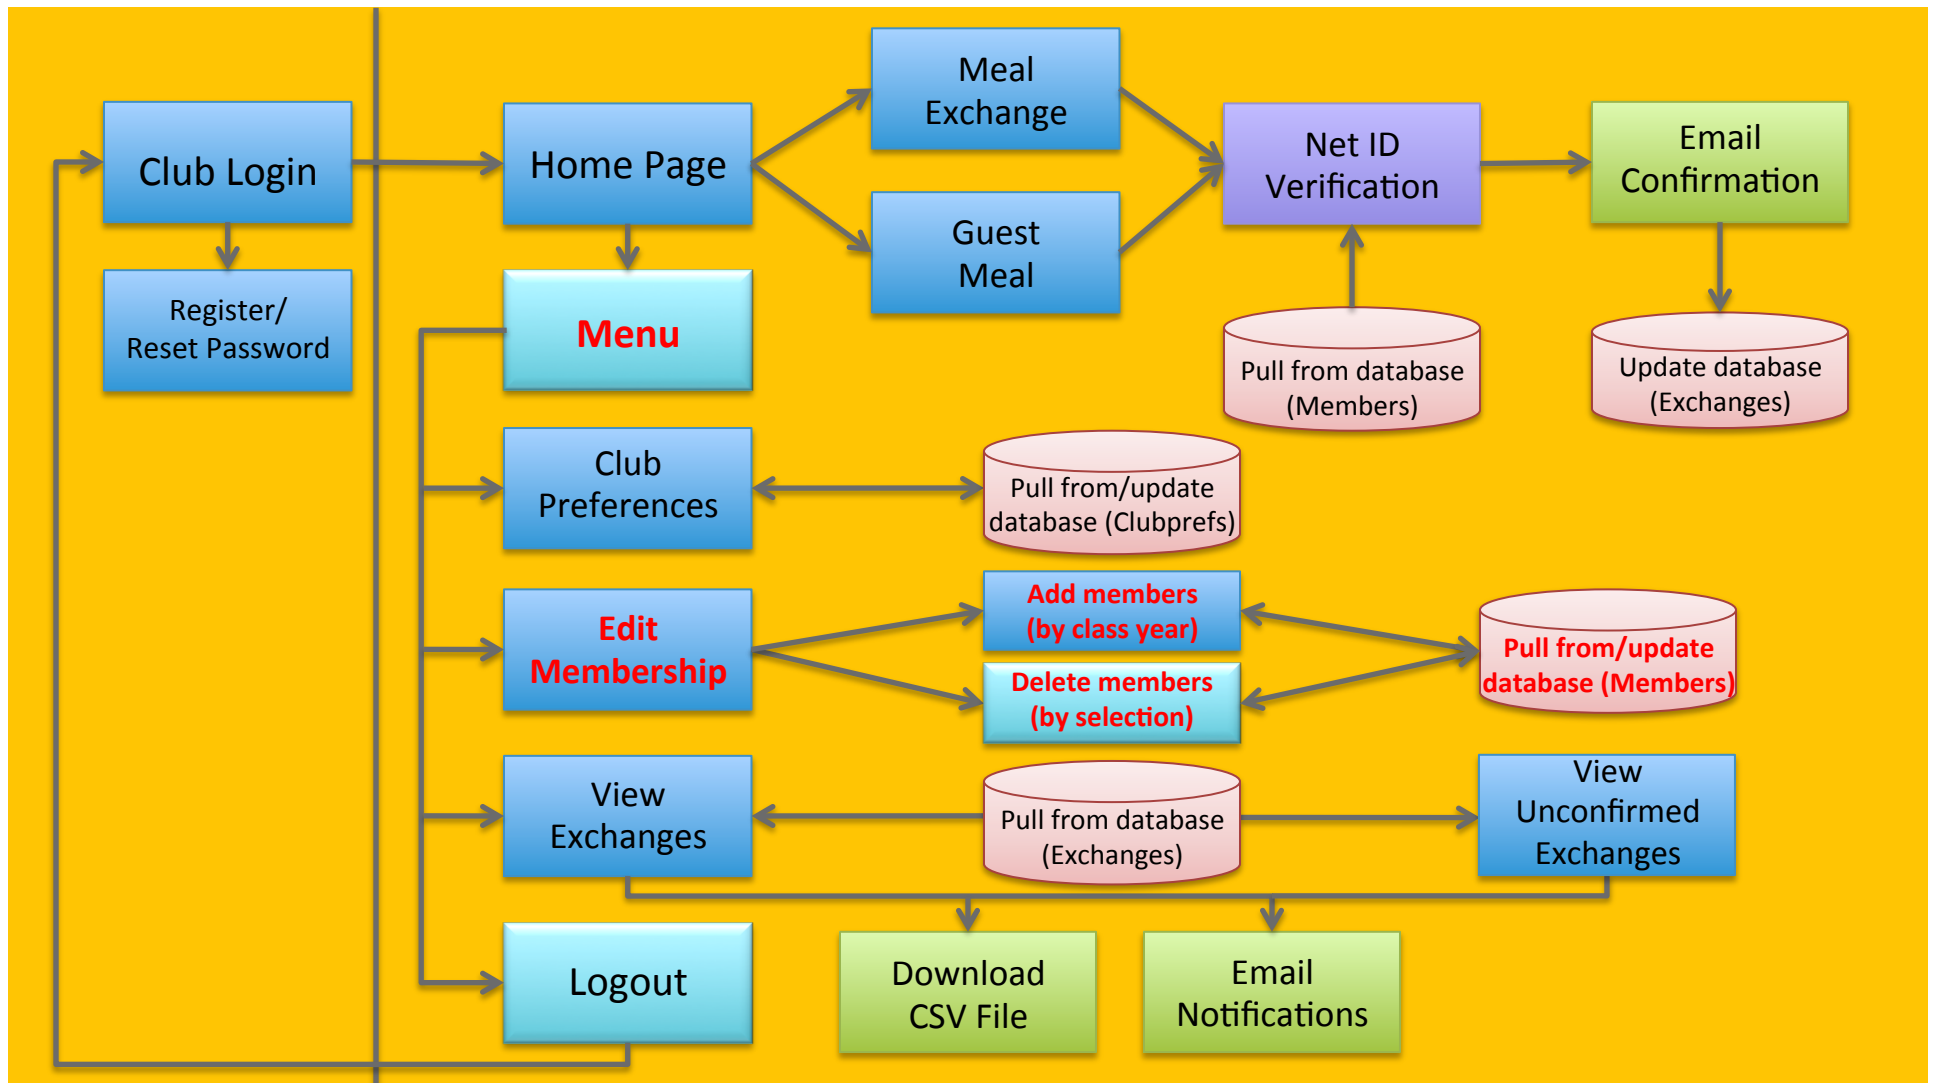 Club Login
Register/
Reset Password
Home Page
Meal
Exchange
Guest
Meal
Net ID
Verification
Email
Confirmation
Menu
Pull from database
(Members)
Update database
(Exchanges)
Club
Preferences
Pull from/update
database (Clubprefs)
Edit
Membership
Add members
(by class year)
Delete members
(by selection)
Pull from/update
database (Members)
View
Exchanges
Pull from database
(Exchanges)
View
Unconfirmed
Exchanges
Logout
Download
CSV File
Email
Notifications